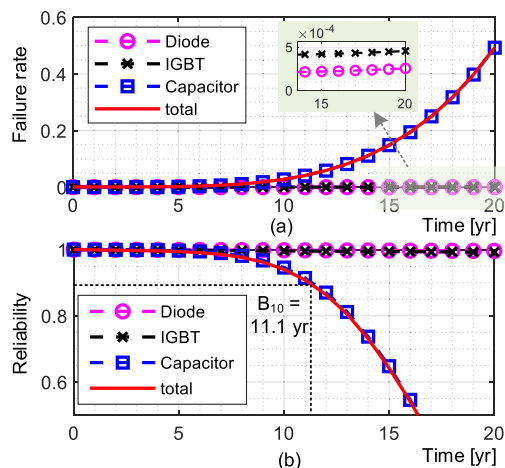 0.6
0.4
0.2
0
Failure rate
Diode
IGBT
Capacitor
total
×10⁻⁴
5
0
15
20
0
5
10
15
20
(a)
Time [yr]
1
0.8
0.6
Reliability
B₁₀ =
11.1 yr
Diode
IGBT
Capacitor
total
0
5
10
15
20
Time [yr]
(b)